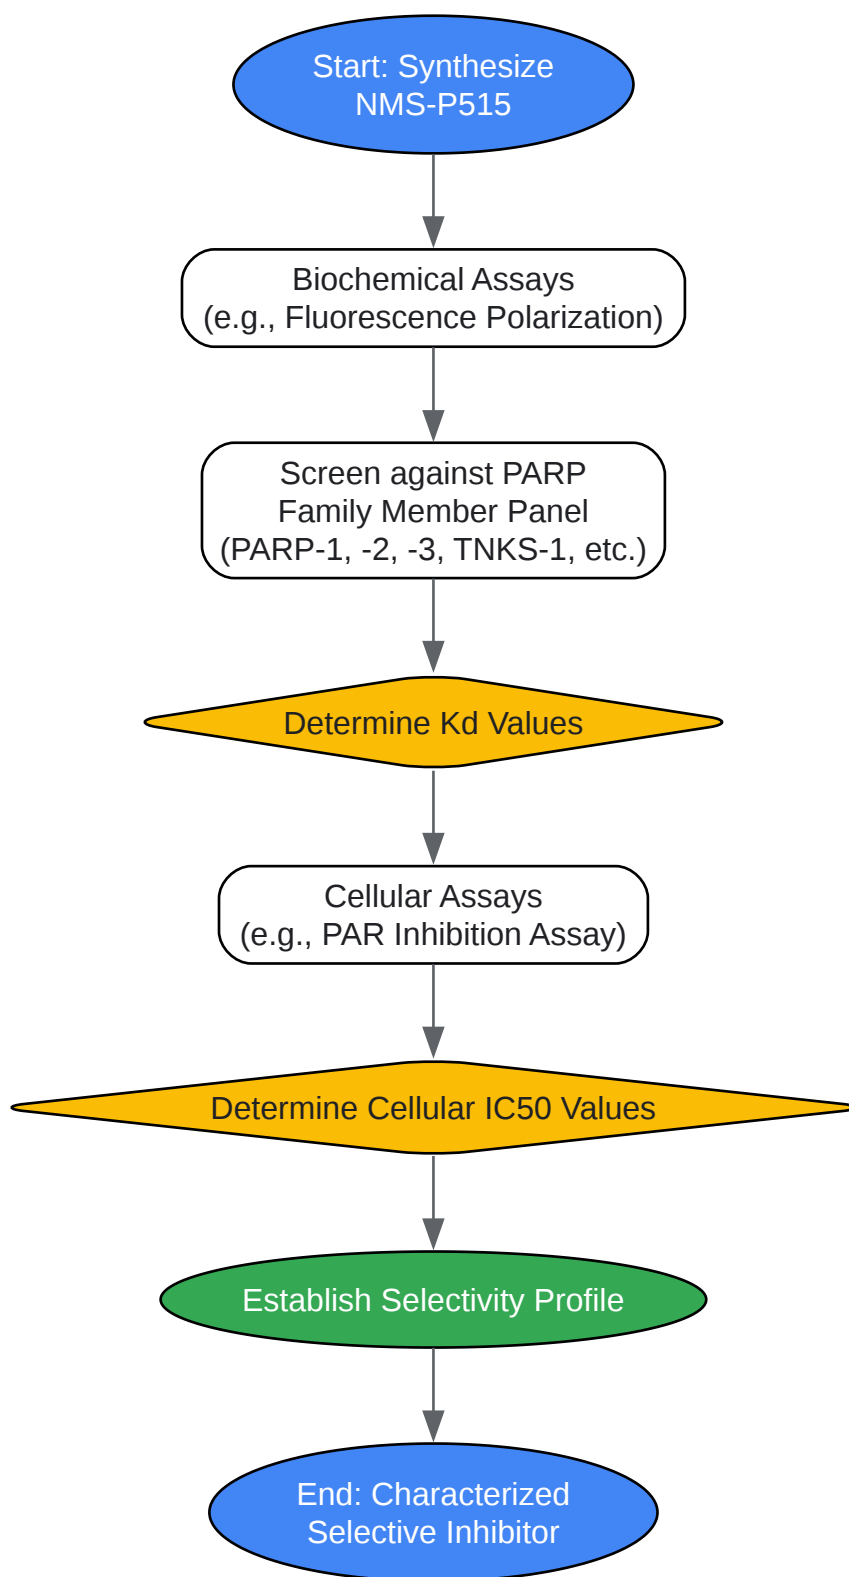 Start: Synthesize
NMS-P515
Biochemical Assays
(e.g., Fluorescence Polarization)
Screen against PARP
Family Member Panel
(PARP-1, -2, -3, TNKS-1, etc.)
Determine Kd Values
Cellular Assays
(e.g., PAR Inhibition Assay)
Determine Cellular IC50 Values
Establish Selectivity Profile
End: Characterized
Selective Inhibitor